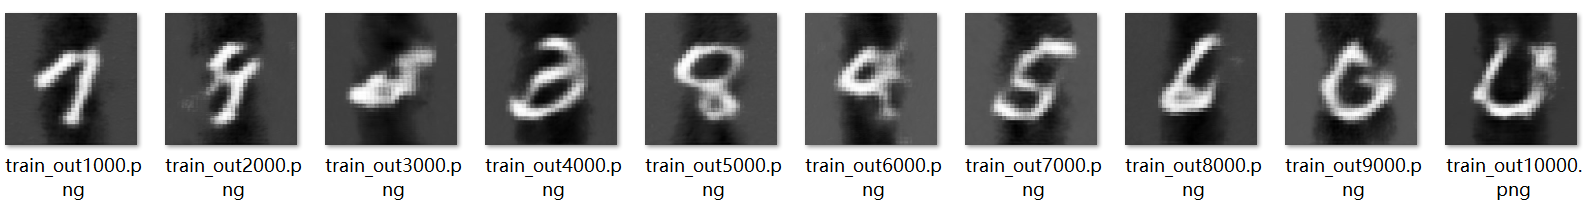 train_out1000.p
ng
train_out2000.p
ng
train_out3000.p
ng
train_out4000.p
ng
train_out5000.p
ng
train_out6000.p
ng
train_out7000.p
ng
train_out8000.p
ng
train_out9000.p
ng
train_out10000.
png